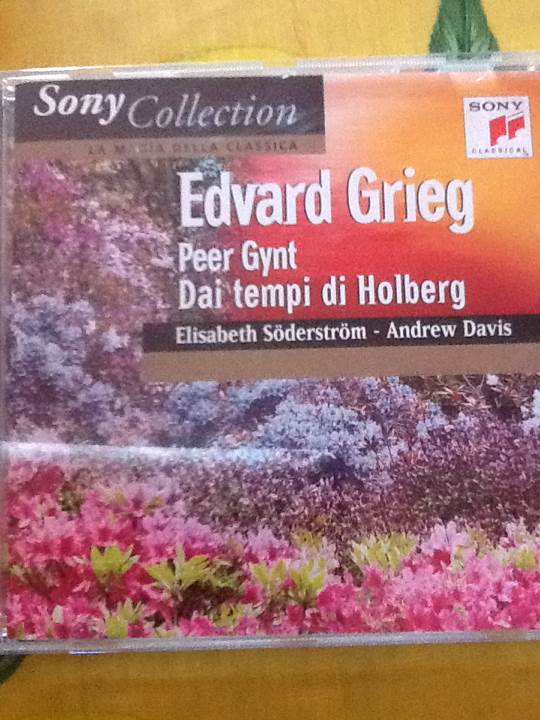 Sony Collection
LA MAGIA DELLA CLASSICA
SONY
CLASSICAL
Edvard Grieg
Peer Gynt
Dai tempi di Holberg
Elisabeth Söderström - Andrew Davis